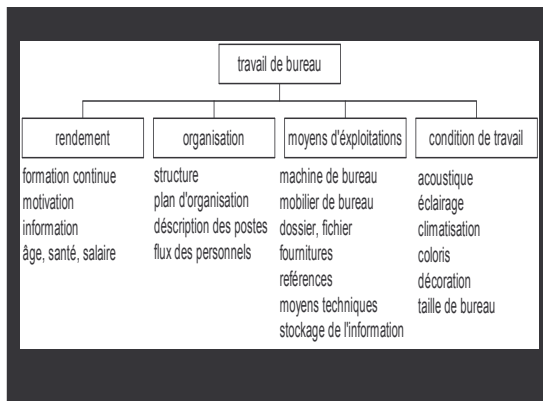 travail de bureau
rendement
formation continue
motivation
information
âge, santé, salaire
organisation
structure
plan d'organisation
déscription des postes
flux des personnels
moyens d'éxploitations
machine de bureau
mobilier de bureau
dossier, fichier
fournitures
reférences
moyens techniques
stockage de l'information
condition de travail
acoustique
éclairage
climatisation
coloris
décoration
taille de bureau